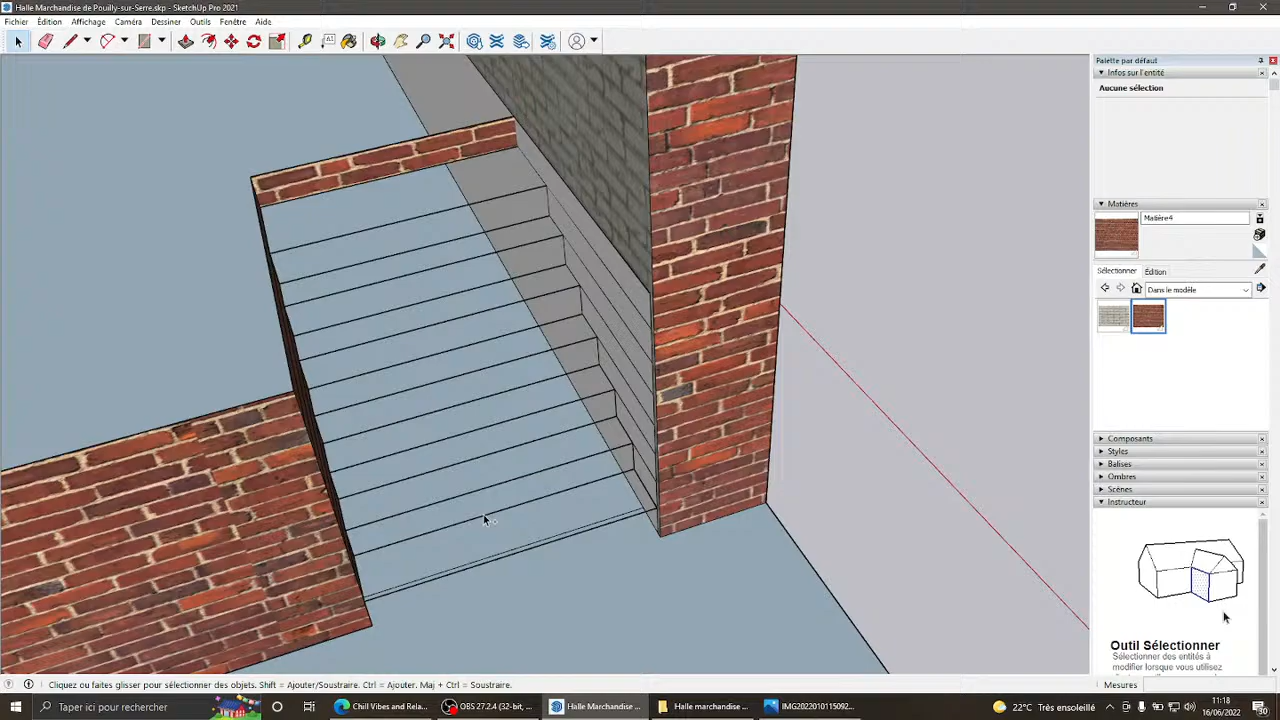 Halle Marchandise de Pouilly-sur-Serre.skp - SketchUp Pro 2021
Fichier Édition Affichage Caméra Dessiner Outils Fenêtre Aide
Palette par défaut
Infos sur l'entité
Aucune sélection
Matières
Matière4
Sélectionner Édition
Dans le modèle
Composants
Styles
Balises
Ombres
Scènes
Instructeur
Outil Sélectionner
Sélectionner des entités à
modifier lorsque vous utilisez
Cliquez ou faites glisser pour sélectionner des objets. Shift = Ajouter/Soustraire. Ctrl = Ajouter. Maj + Ctrl = Soustraire.
Mesures
Taper ici pour rechercher
Chill Vibes and Rela...
OBS 27.2.4 (32-bit, ...
Halle Marchandise ...
Halle marchandise ...
IMG2022010115092...
22°C Très ensoleillé
11:18
16/06/2022